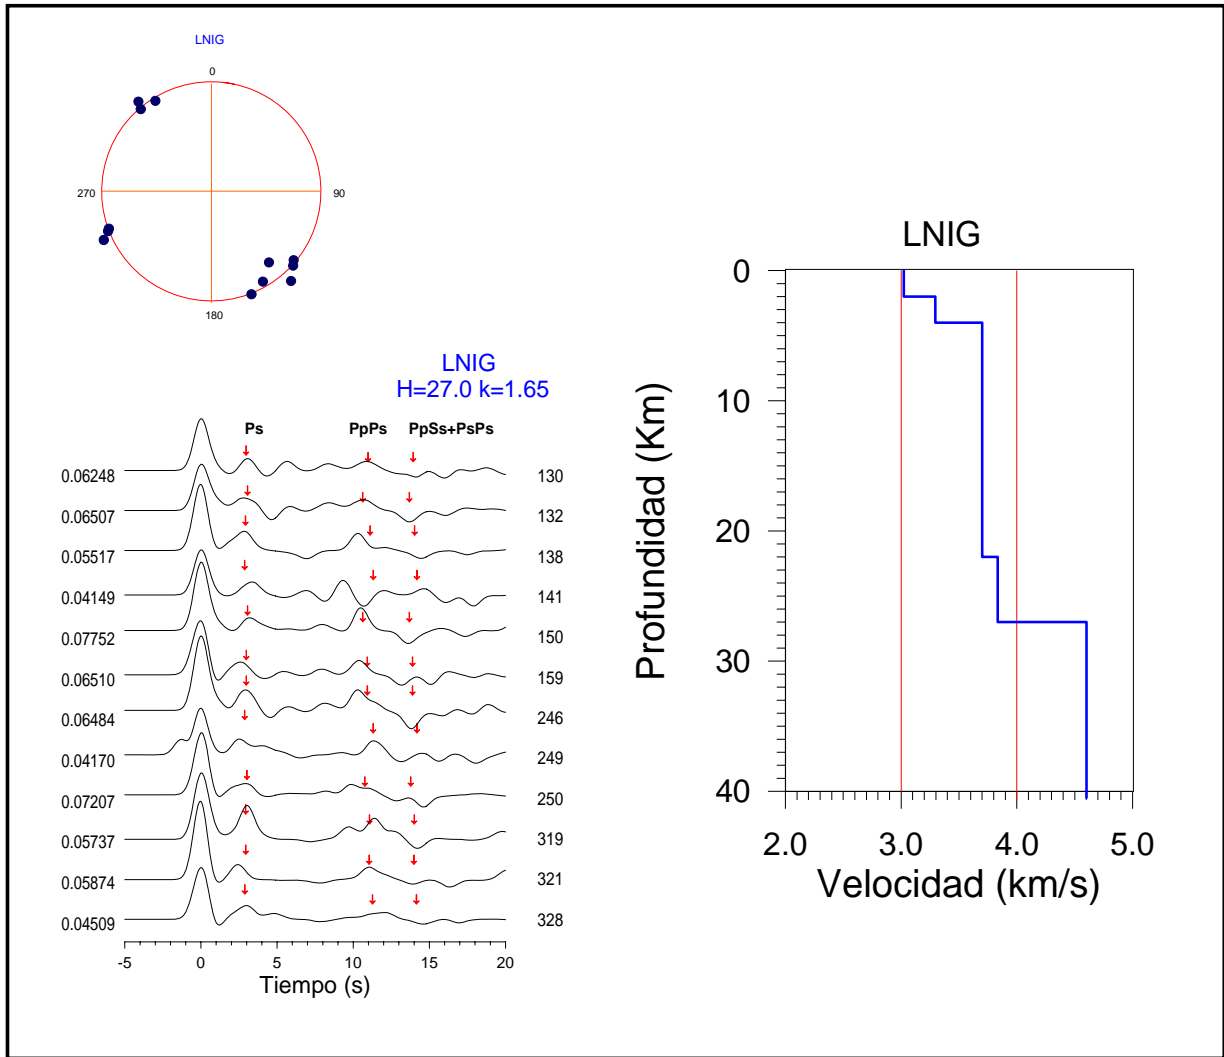 LNIG
0
270
90
180
LNIG
H=27.0 k=1.65
Ps PpPs PpSs+PsPs
0.06248 130
0.06507 132
0.05517 138
0.04149 141
0.07752 150
0.06510 159
0.06484 246
0.04170 249
0.07207 250
0.05737 319
0.05874 321
0.04509 328
-5 0 5 10 15 20
Tiempo (s)
LNIG
0
10
20
30
40
Profundidad (Km)
2.0 3.0 4.0 5.0
Velocidad (km/s)